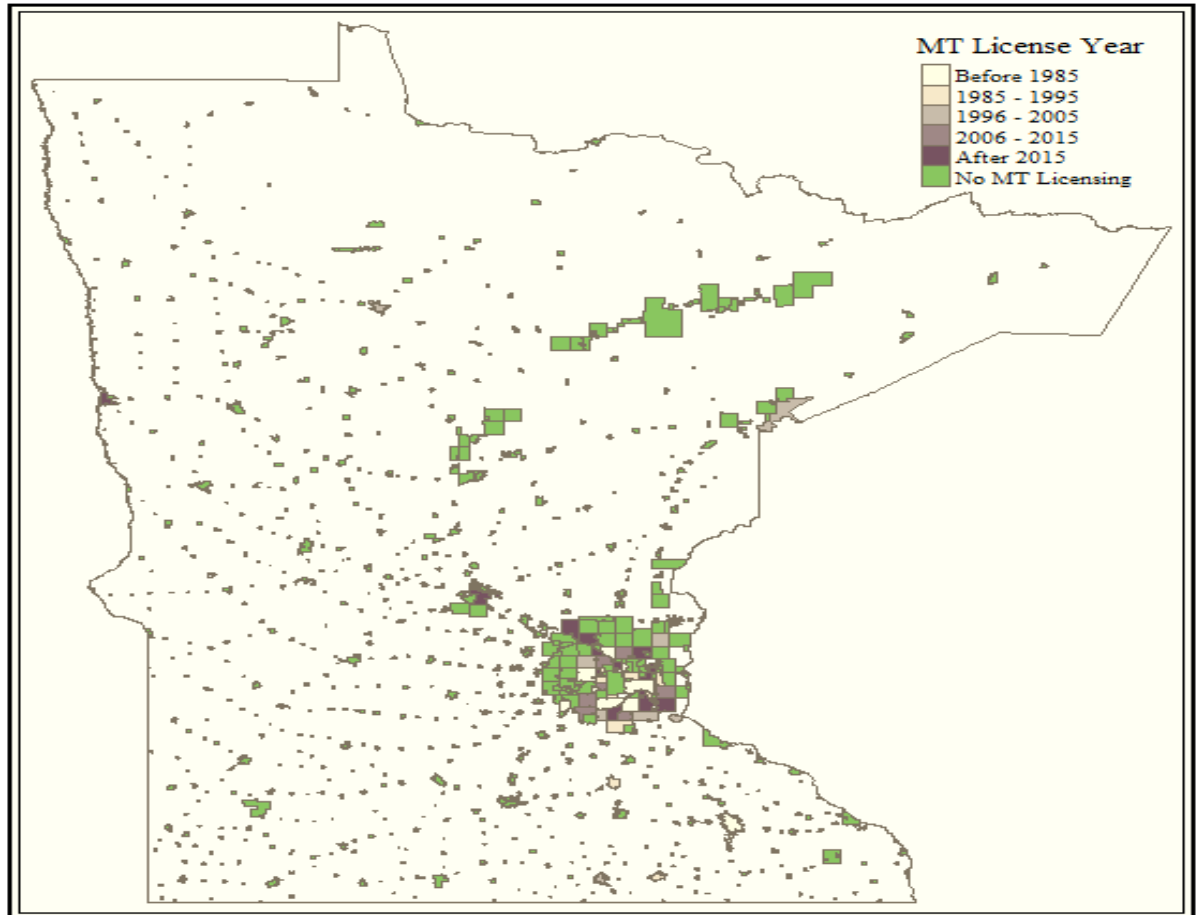 MT License Year
Before 1985
1985 - 1995
1996 - 2005
2006 - 2015
After 2015
No MT Licensing